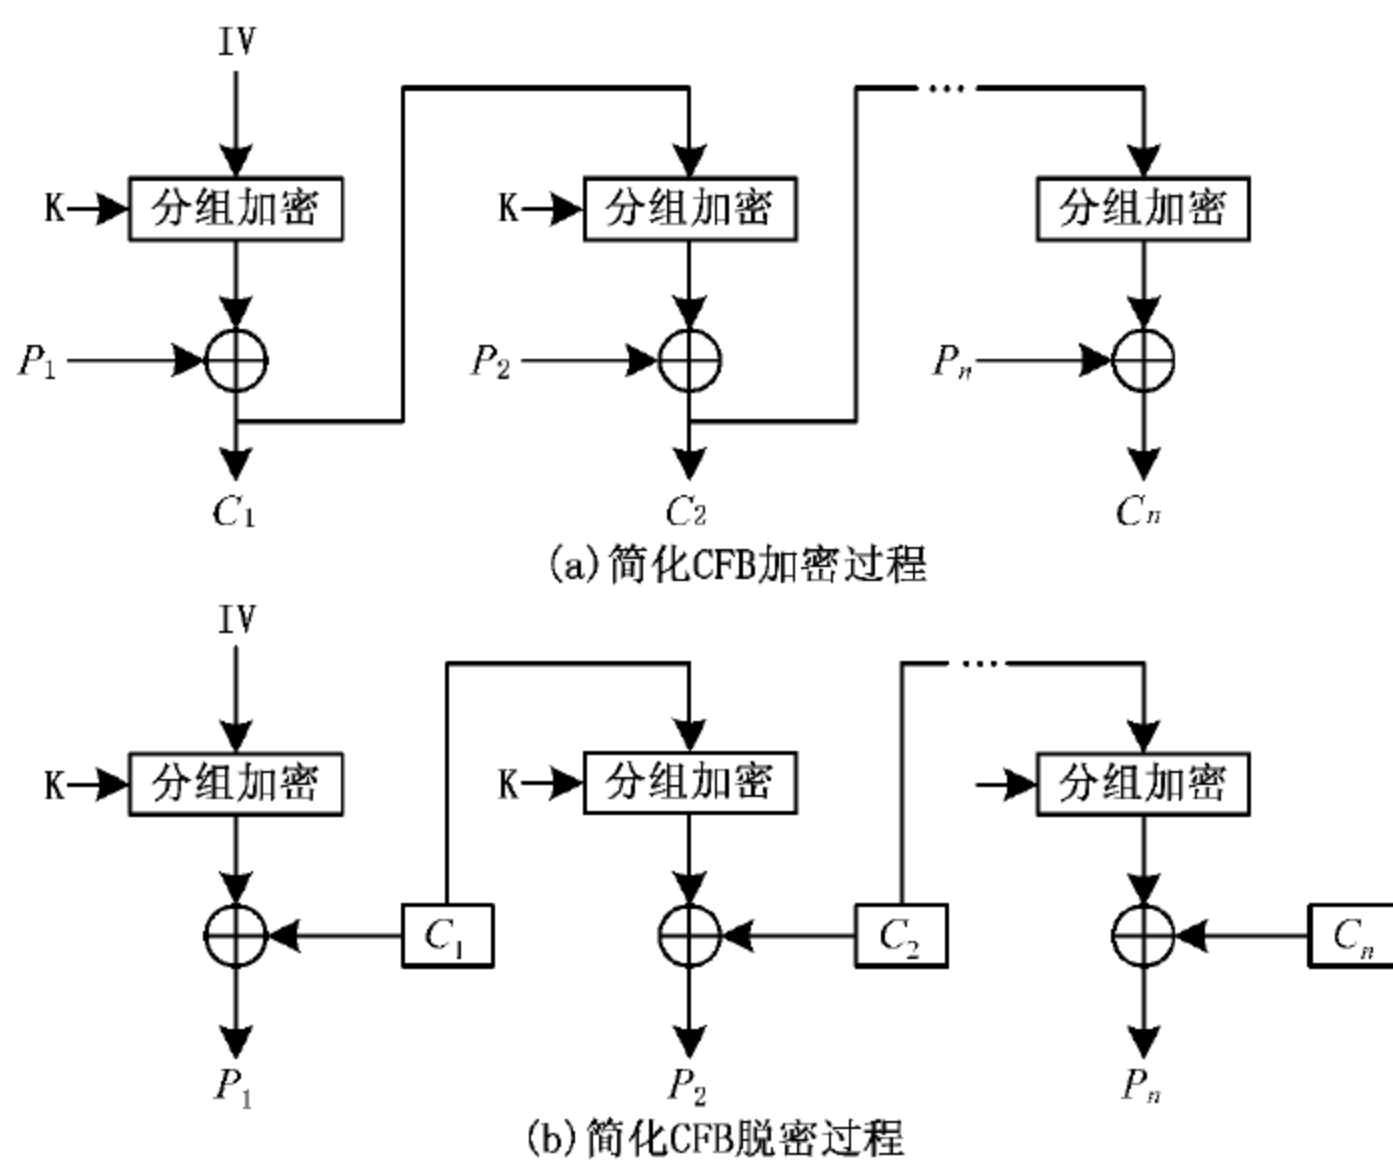 IV
K 分组加密 K 分组加密 分组加密
P1 P2 Pn
...
C1 C2 Cn
(a)简化CFB加密过程
IV
...
K 分组加密 K 分组加密 分组加密
C1 C2 Cn
P1 P2 Pn
(b)简化CFB脱密过程